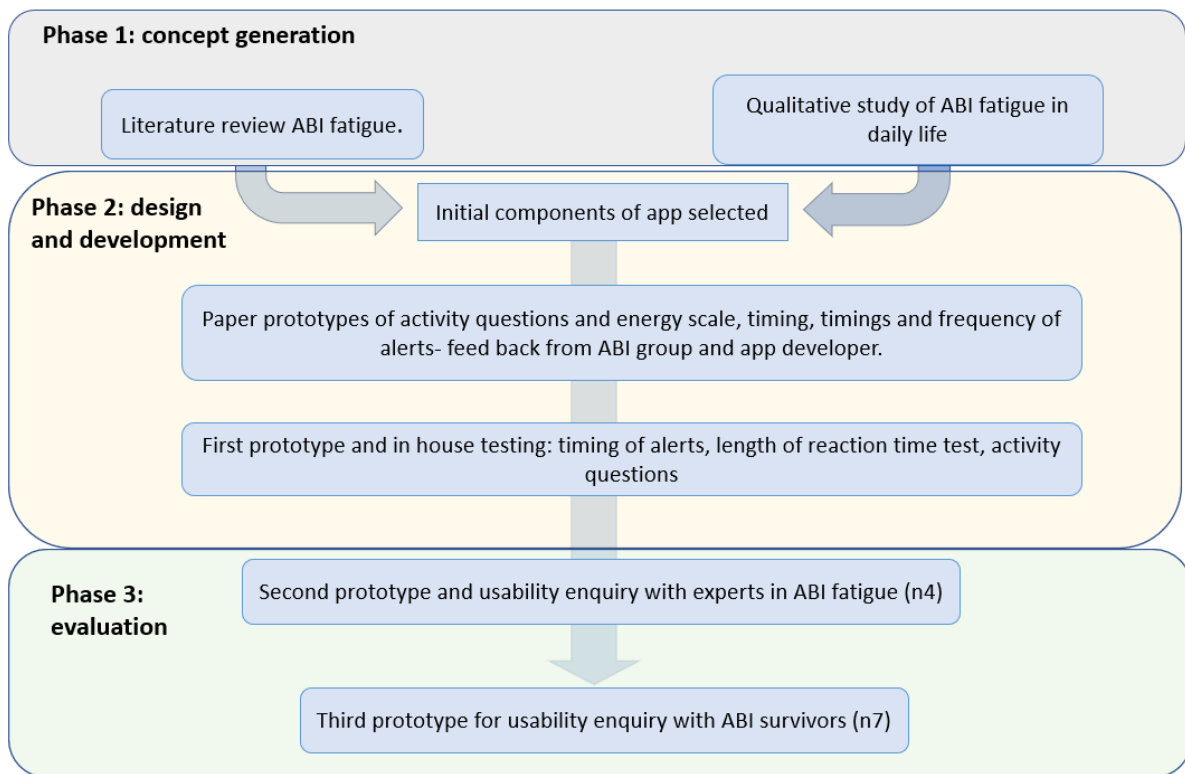 Phase 1: concept generation
Literature review ABI fatigue.
Qualitative study of ABI fatigue in
daily life
Phase 2: design
and development
Initial components of app selected
Paper prototypes of activity questions and energy scale, timing, timings and frequency of
alerts- feed back from ABI group and app developer.
First prototype and in house testing: timing of alerts, length of reaction time test, activity
questions
Phase 3:
evaluation
Second prototype and usability enquiry with experts in ABI fatigue (n4)
Third prototype for usability enquiry with ABI survivors (n7)